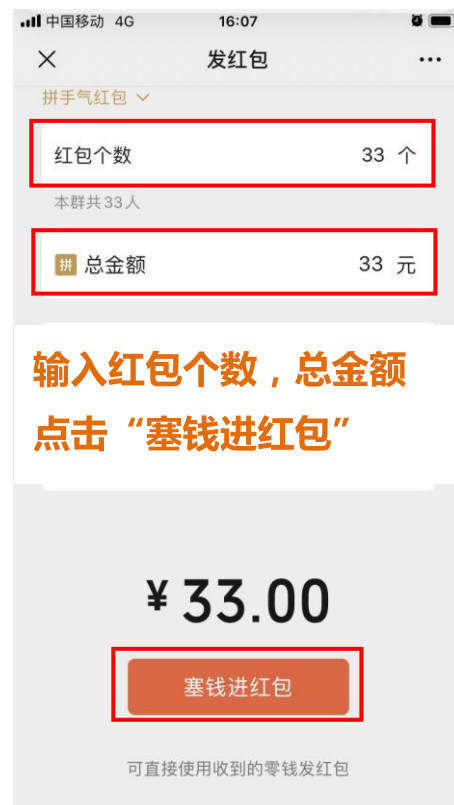 中国移动 4G 16:07
发红包
拼手气红包
红包个数 33 个
本群共33人
拼 总金额 33 元
输入红包个数，总金额
点击“塞钱进红包”
¥33.00
塞钱进红包
可直接使用收到的零钱发红包